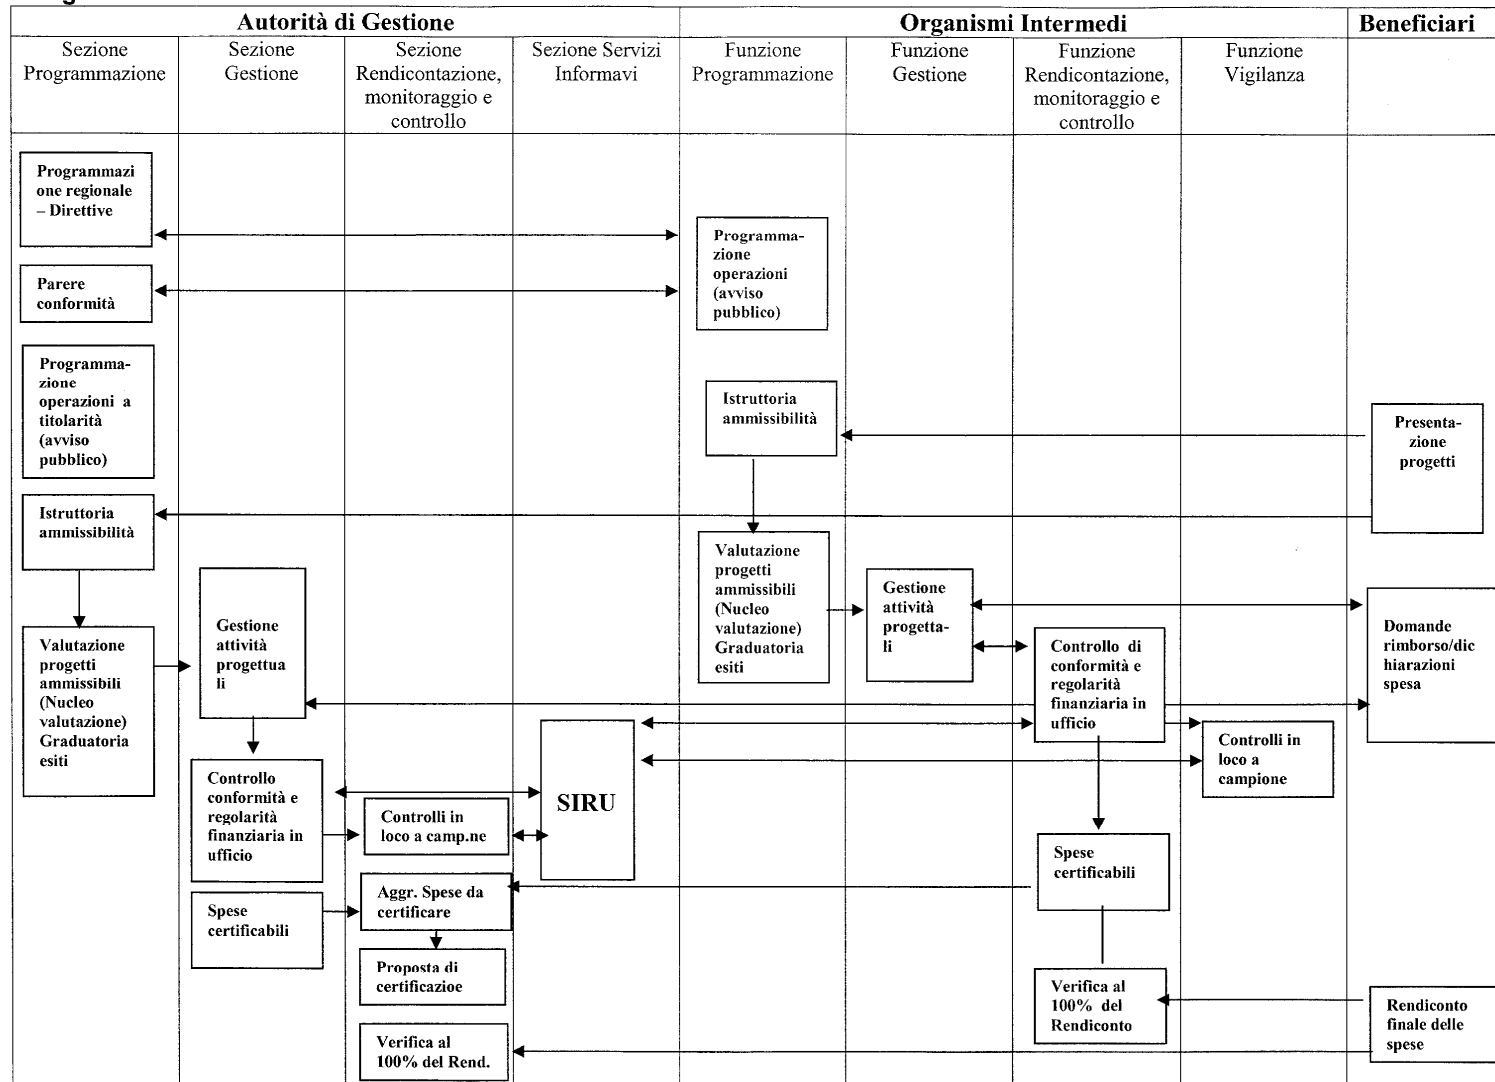 Autorità di Gestione
Organismi Intermedi
Beneficiari
Sezione
Programmazione
Sezione
Gestione
Sezione
Rendicontazione,
monitoraggio e
controllo
Sezione Servizi
Informavi
Funzione
Programmazione
Funzione
Gestione
Funzione
Rendicontazione,
monitoraggio e
controllo
Funzione
Vigilanza
Programmazi
one regionale
– Direttive
Parere
conformità
Programma-
zione
operazioni a
titolarità
(avviso
pubblico)
Istruttoria
ammissibilità
Valutazione
progetti
ammissibili
(Nucleo
valutazione)
Graduatoria
esiti
Gestione
attività
progettua
li
Controllo
conformità e
regolarità
finanziaria in
ufficio
Spese
certificabili
Controlli in
loco a camp.ne
Aggr. Spese da
certificare
Proposta di
certificazioe
Verifica al
100% del Rend.
SIRU
Programma-
zione
operazioni
(avviso
pubblico)
Istruttoria
ammissibilità
Valutazione
progetti
ammissibili
(Nucleo
valutazione)
Graduatoria
esiti
Gestione
attività
progetta-
li
Controllo di
conformità e
regolarità
finanziaria in
ufficio
Spese
certificabili
Verifica al
100% del
Rendiconto
Controlli in
loco a
campione
Presenta-
zione
progetti
Domande
rimborso/dic
hiarazioni
spesa
Rendiconto
finale delle
spese